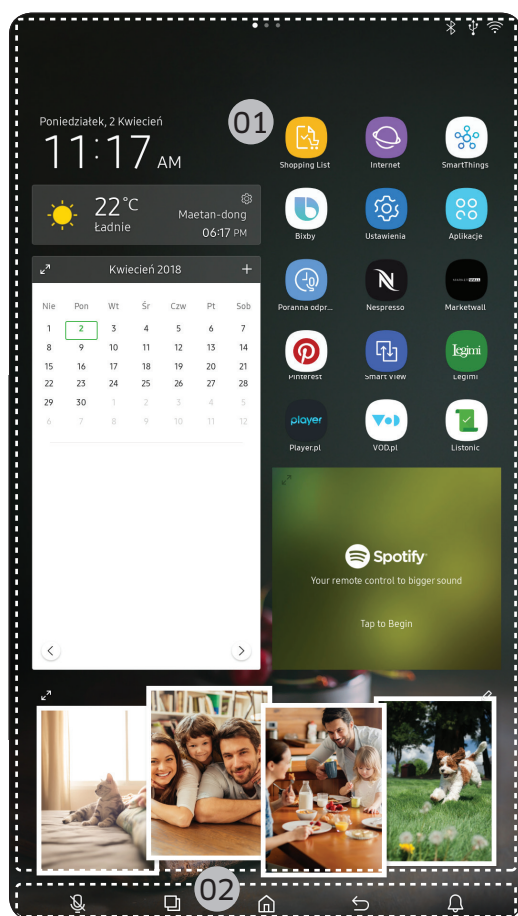 Poniedziałek, 2 Kwiecień
11:17 AM
22°C
Ładnie
Maetan-dong
06:17 PM
Kwiecień 2018
Nie Pon Wt Śr Czw Pt Sob
1 2 3 4 5 6 7
8 9 10 11 12 13 14
15 16 17 18 19 20 21
22 23 24 25 26 27 28
29 30 1 2 3 4 5
6 7 8 9 10 11 12
01
Shopping List Internet SmartThings
Bixby Ustawienia Aplikacje
N MARKETWALL
Poranna odpr... Nespresso Marketwall
legimi
Pinterest Smart View Legimi
player VOD
Player.pl VOD.pl Listonic
Spotify
Your remote control to bigger sound
Tap to Begin
02